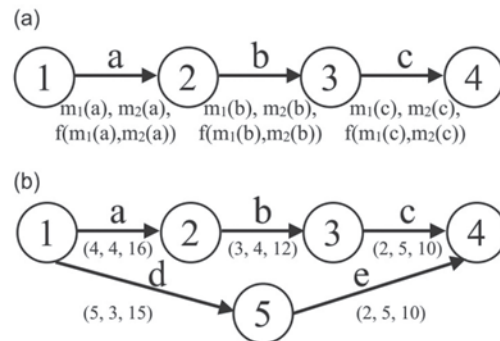 (a)
a b c
1 2 3 4
m₁(a), m₂(a), m₁(b), m₂(b), m₁(c), m₂(c),
f(m₁(a),m₂(a)) f(m₁(b),m₂(b)) f(m₁(c),m₂(c))
(b)
a b c
1 2 3 4
(4, 4, 16) (3, 4, 12) (2, 5, 10)
d e
(5, 3, 15) 5 (2, 5, 10)